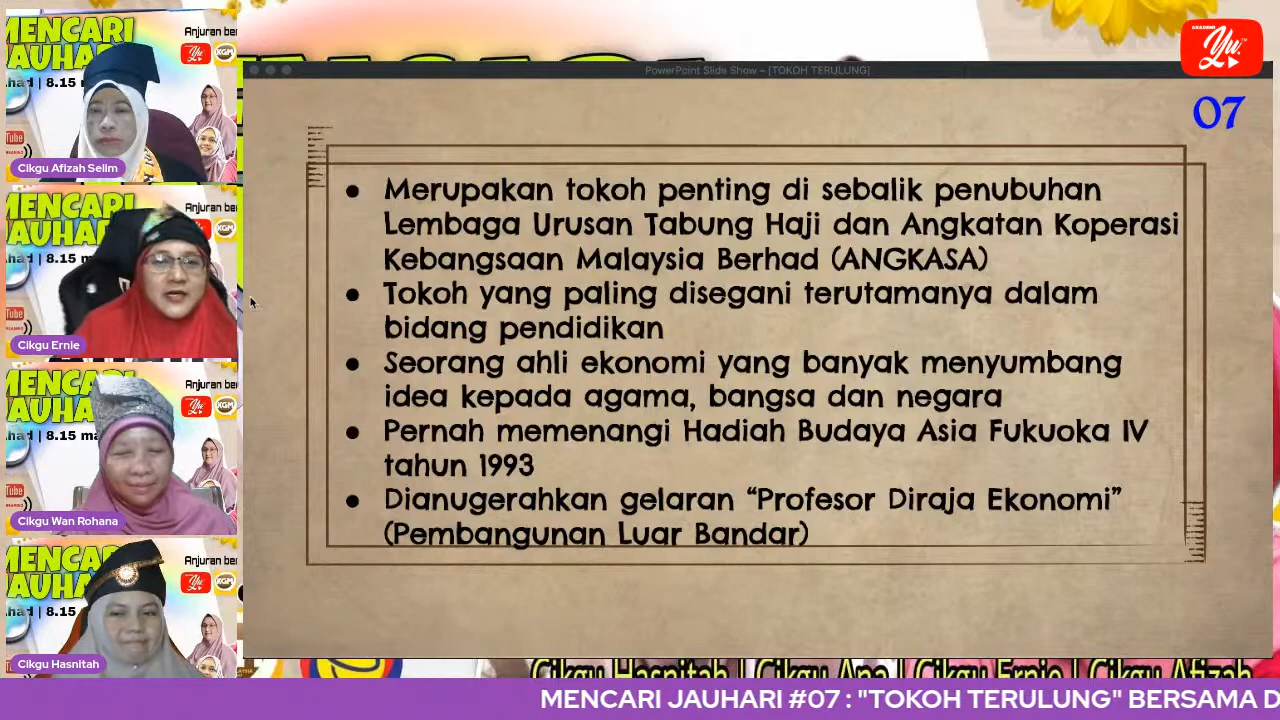 MENCARI
JAUHAR
Anjuran ber
Cikgu Afizah Selim
MENCARI
Anjuran ber
Cikgu Ernie
MENCARI
Anjuran ber
Cikgu Wan Rohana
MENCARI
Anjuran ber
Cikgu Hasnitah
PowerPoint Slide Show - [TOKOH TERULUNG]
07
● Merupakan tokoh penting di sebalik penubuhan
Lembaga Urusan Tabung Haji dan Angkatan Koperasi
Kebangsaan Malaysia Berhad (ANGKASA)
● Tokoh yang paling disegani terutamanya dalam
bidang pendidikan
● Seorang ahli ekonomi yang banyak menyumbang
idea kepada agama, bangsa dan negara
● Pernah memenangi Hadiah Budaya Asia Fukuoka IV
tahun 1993
● Dianugerahkan gelaran “Profesor Diraja Ekonomi”
(Pembangunan Luar Bandar)
Cikgu Hasnitah | Cikgu Ana | Cikgu Ernie | Cikgu Afizah
MENCARI JAUHARI #07 : "TOKOH TERULUNG" BERSAMA D